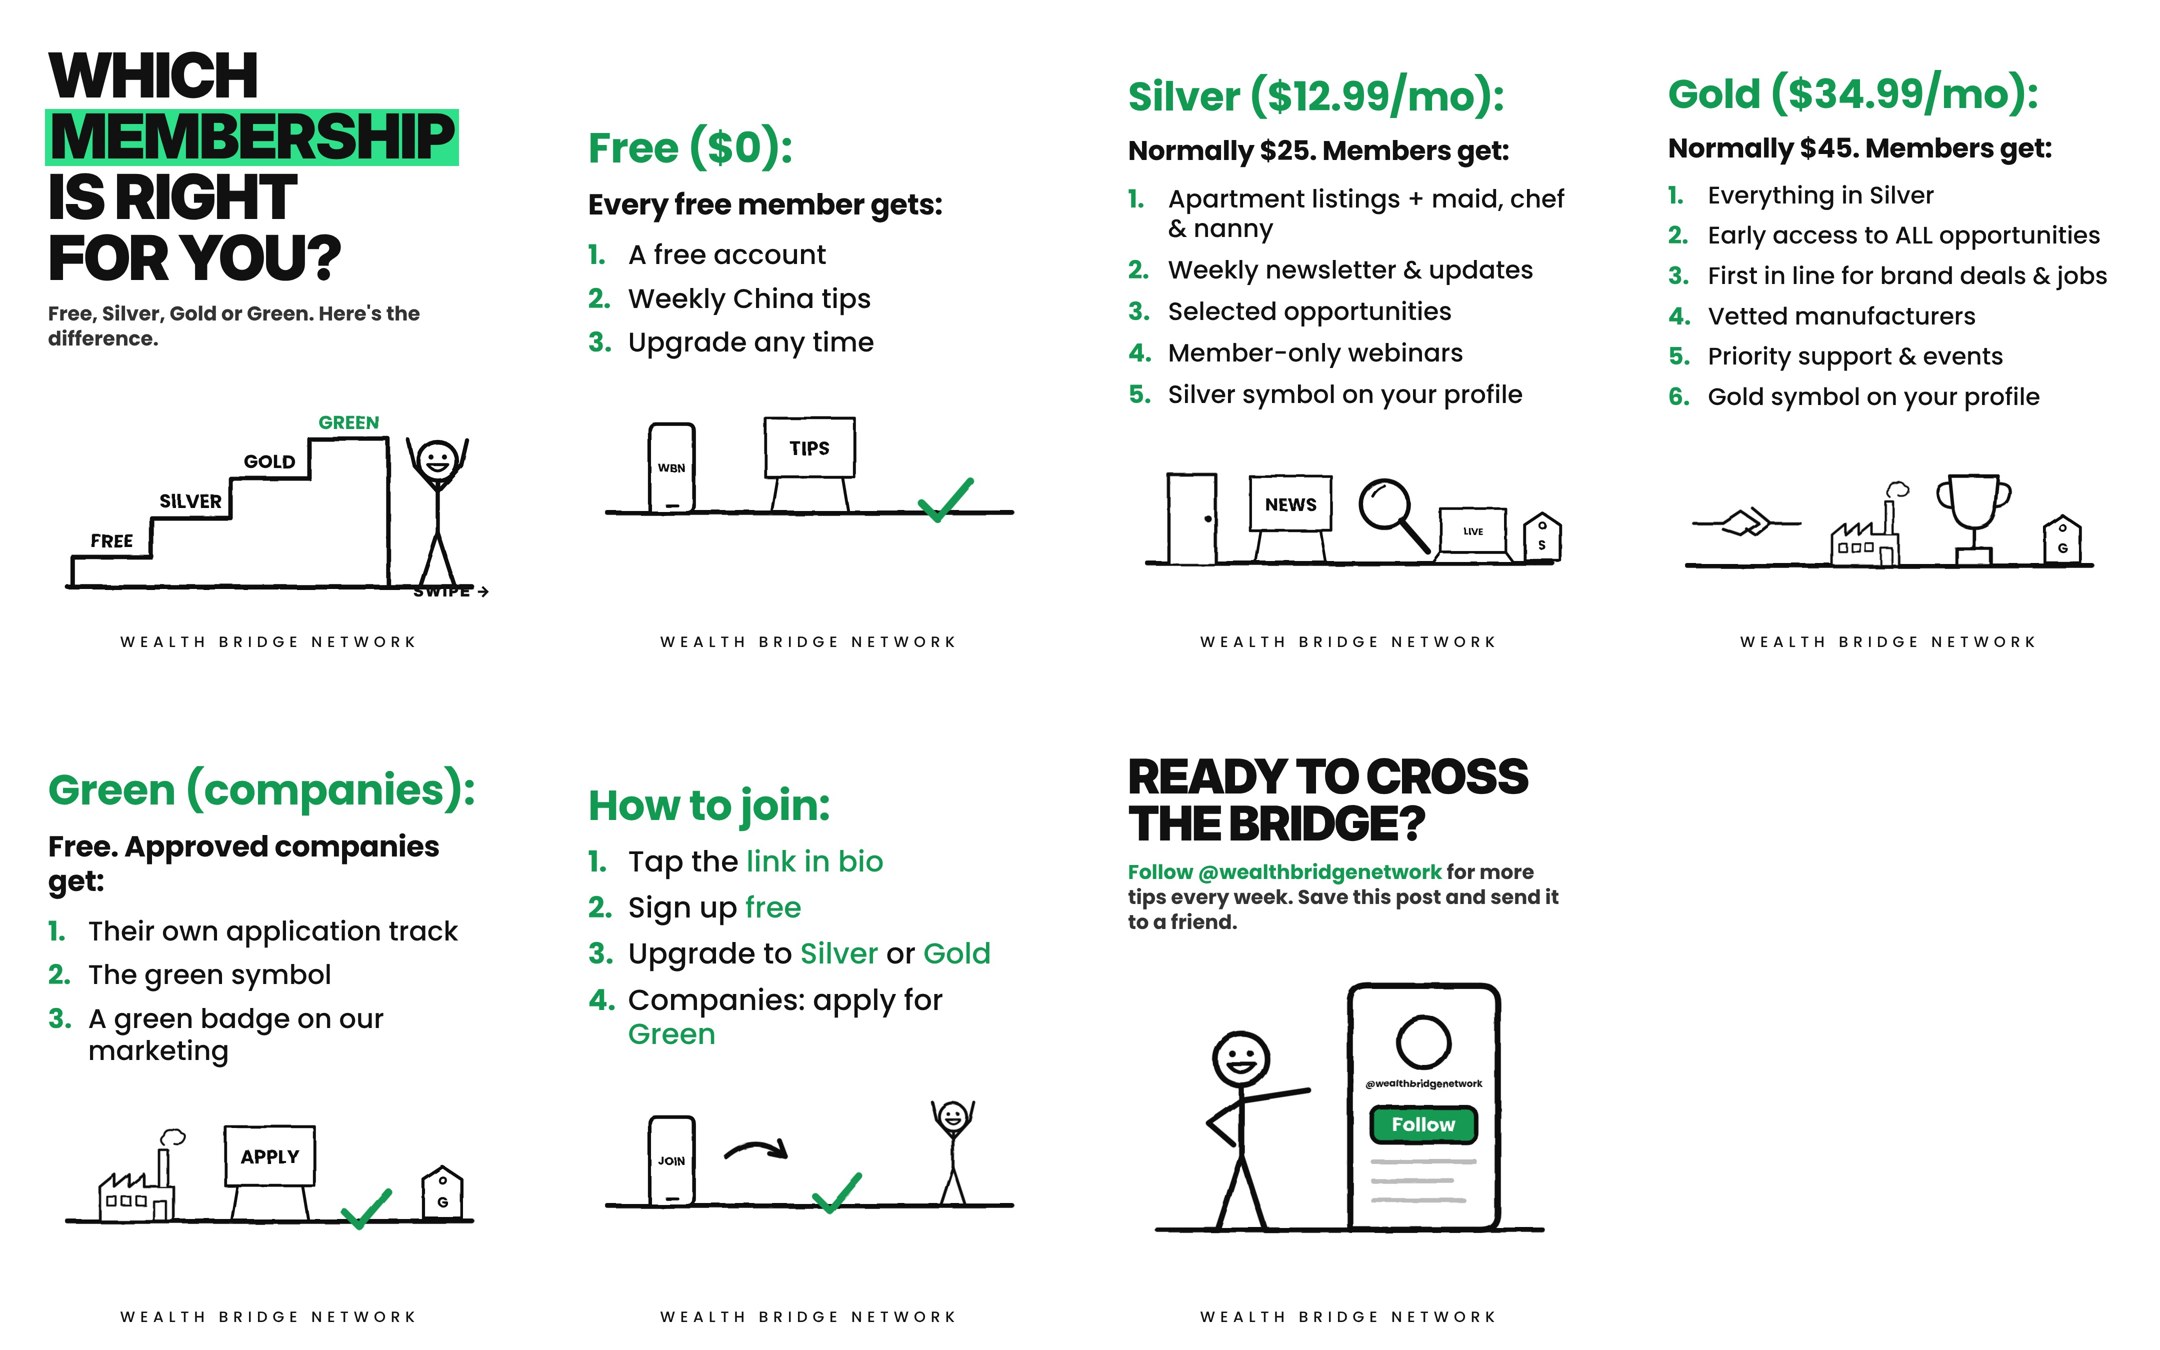 WHICH
MEMBERSHIP
IS RIGHT
FOR YOU?
Free, Silver, Gold or Green. Here's the
difference.
GREEN
GOLD
SILVER
FREE
SWIPE →
WEALTH BRIDGE NETWORK
Free ($0):
Every free member gets:
1. A free account
2. Weekly China tips
3. Upgrade any time
WBN
TIPS
WEALTH BRIDGE NETWORK
Silver ($12.99/mo):
Normally $25. Members get:
1. Apartment listings + maid, chef
& nanny
2. Weekly newsletter & updates
3. Selected opportunities
4. Member-only webinars
5. Silver symbol on your profile
NEWS
LIVE
S
WEALTH BRIDGE NETWORK
Gold ($34.99/mo):
Normally $45. Members get:
1. Everything in Silver
2. Early access to ALL opportunities
3. First in line for brand deals & jobs
4. Vetted manufacturers
5. Priority support & events
6. Gold symbol on your profile
G
WEALTH BRIDGE NETWORK
Green (companies):
Free. Approved companies
get:
1. Their own application track
2. The green symbol
3. A green badge on our
marketing
APPLY
G
WEALTH BRIDGE NETWORK
How to join:
1. Tap the link in bio
2. Sign up free
3. Upgrade to Silver or Gold
4. Companies: apply for
Green
JOIN
WEALTH BRIDGE NETWORK
READY TO CROSS
THE BRIDGE?
Follow @wealthbridgenetwork for more
tips every week. Save this post and send it
to a friend.
@wealthbridgenetwork
Follow
WEALTH BRIDGE NETWORK